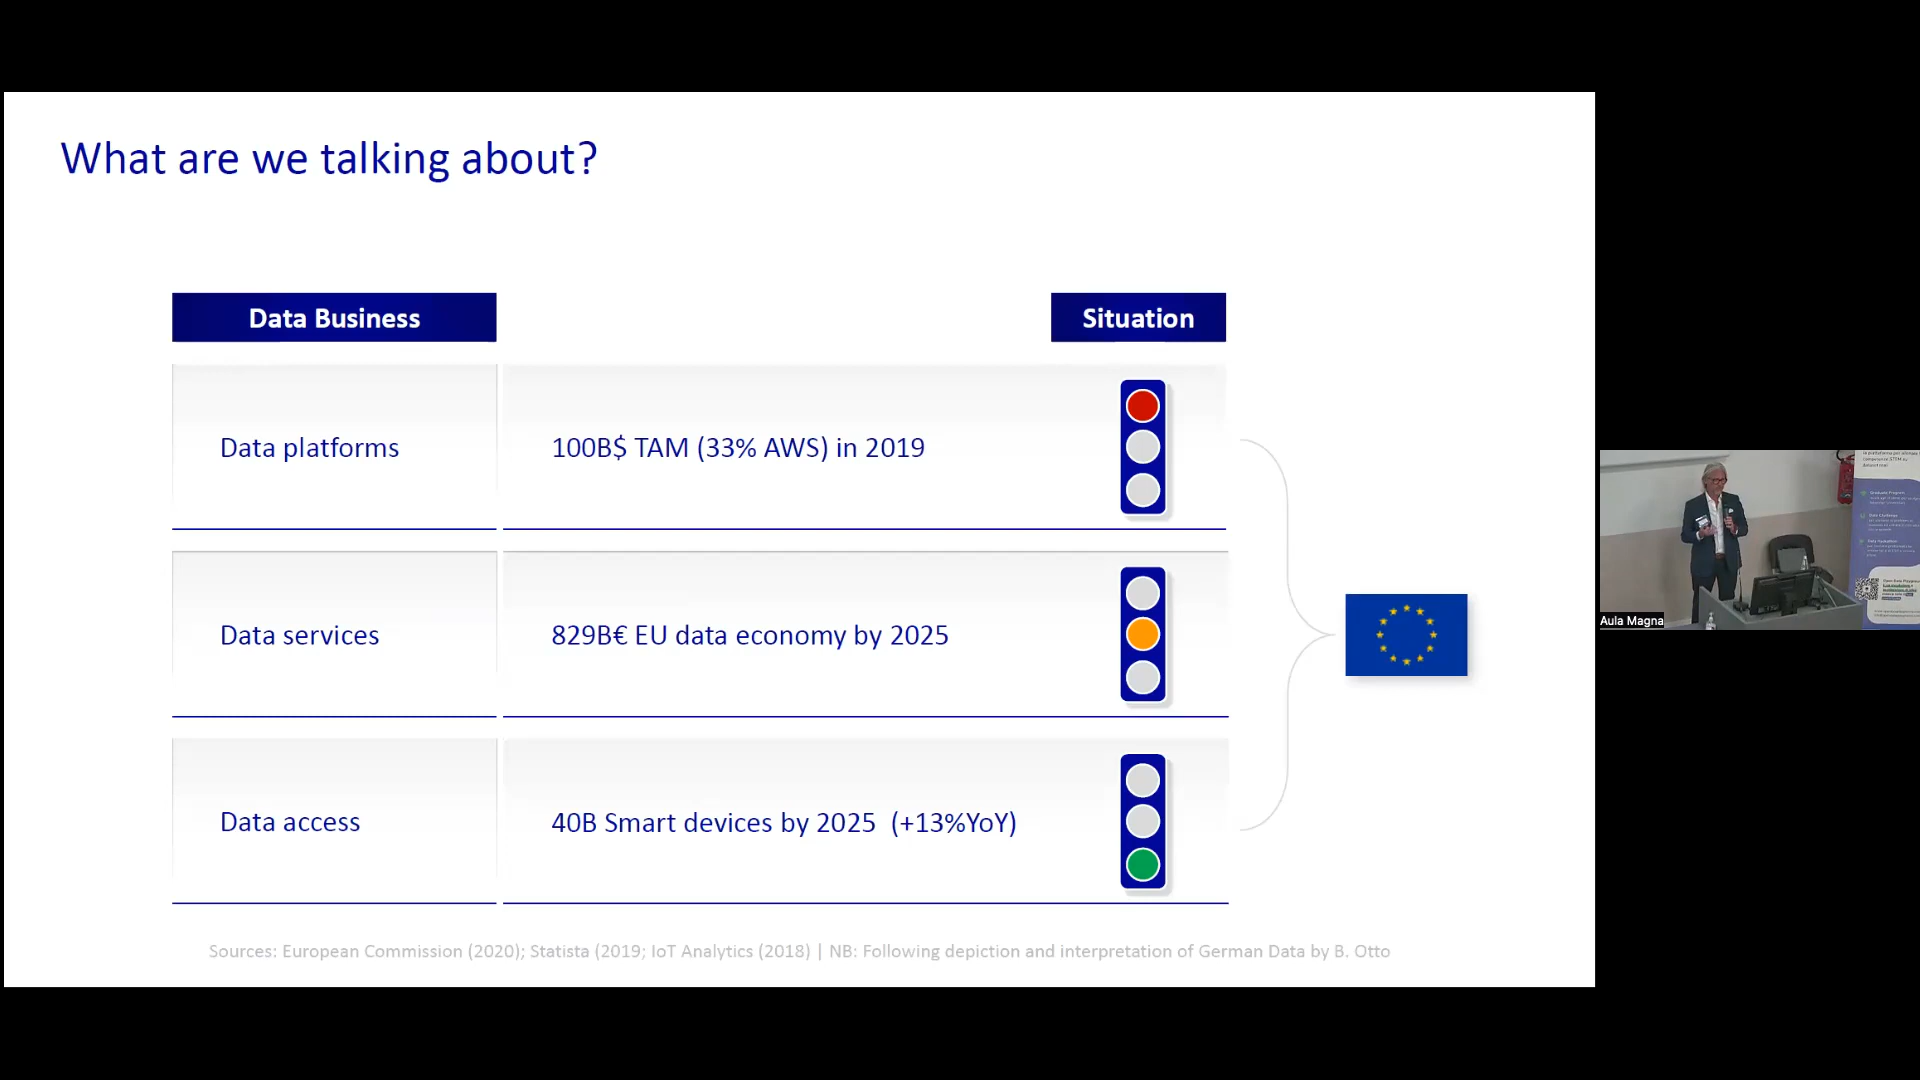 What are we talking about?
Data Business
Situation
Data platforms
100B$ TAM (33% AWS) in 2019
Data services
829B€ EU data economy by 2025
Data access
40B Smart devices by 2025 (+13%YoY)
Sources: European Commission (2020); Statista (2019; IoT Analytics (2018) | NB: Following depiction and interpretation of German Data by B. Otto
Aula Magna